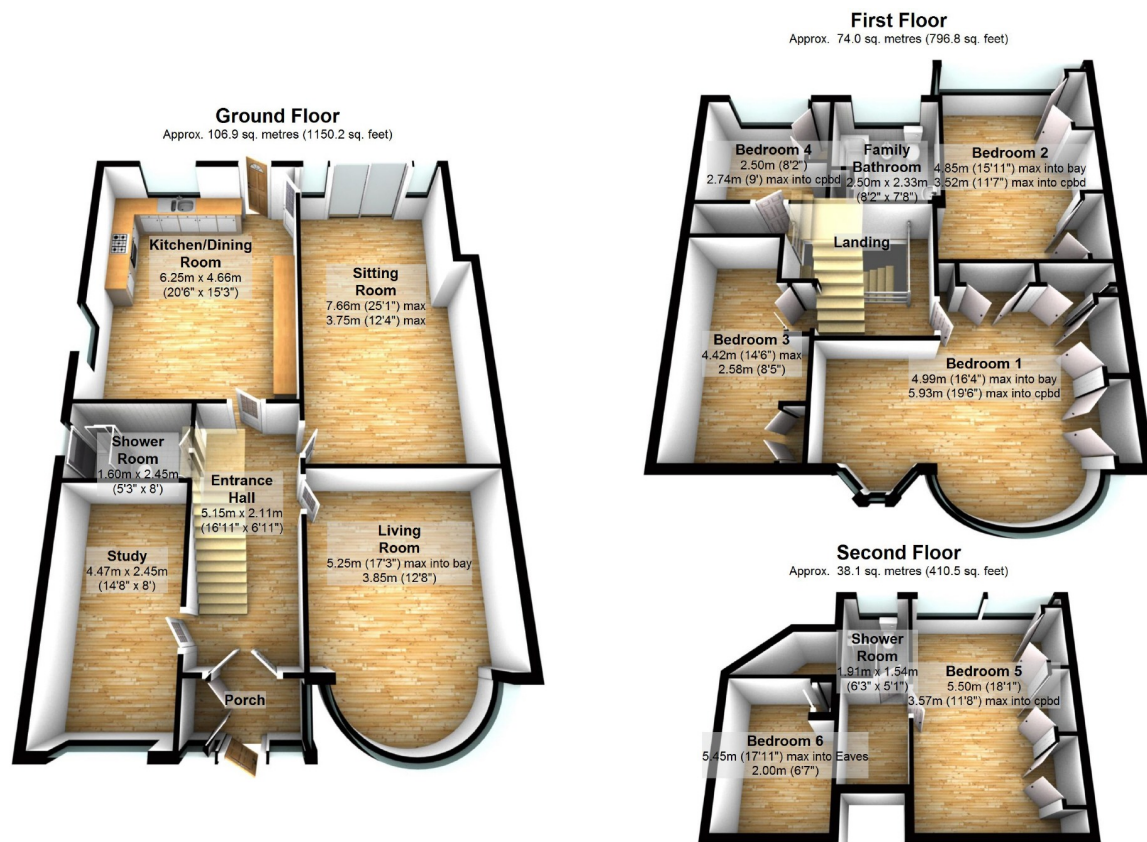 Ground Floor
Approx. 106.9 sq. metres (1150.2 sq. feet)
Kitchen/Dining
Room
6.25m x 4.66m
(20'6" x 15'3")
Sitting
Room
7.66m (25'1") max
3.75m (12'4") max
Shower
Room
1.60m x 2.45m
(5'3" x 8')
Entrance
Hall
5.15m x 2.11m
(16'11" x 6'11")
Study
4.47m x 2.45m
(14'8" x 8')
Living
Room
5.25m (17'3") max into bay
3.85m (12'8")
Porch
First Floor
Approx. 74.0 sq. metres (796.8 sq. feet)
Bedroom 4
2.50m (8'2")
2.74m (9') max into cpbd
Family
Bathroom
2.50m x 2.33m
(8'2" x 7'8")
Bedroom 2
4.85m (15'11") max into bay
3.52m (11'7") max into cpbd
Landing
Bedroom 3
4.42m (14'6") max
2.58m (8'5")
Bedroom 1
4.99m (16'4") max into bay
5.93m (19'6") max into cpbd
Second Floor
Approx. 38.1 sq. metres (410.5 sq. feet)
Shower
Room
1.91m x 1.54m
(6'3" x 5'1")
Bedroom 5
5.50m (18'1")
3.57m (11'8") max into cpbd
Bedroom 6
5.45m (17'11") max into Eaves
2.00m (6'7")